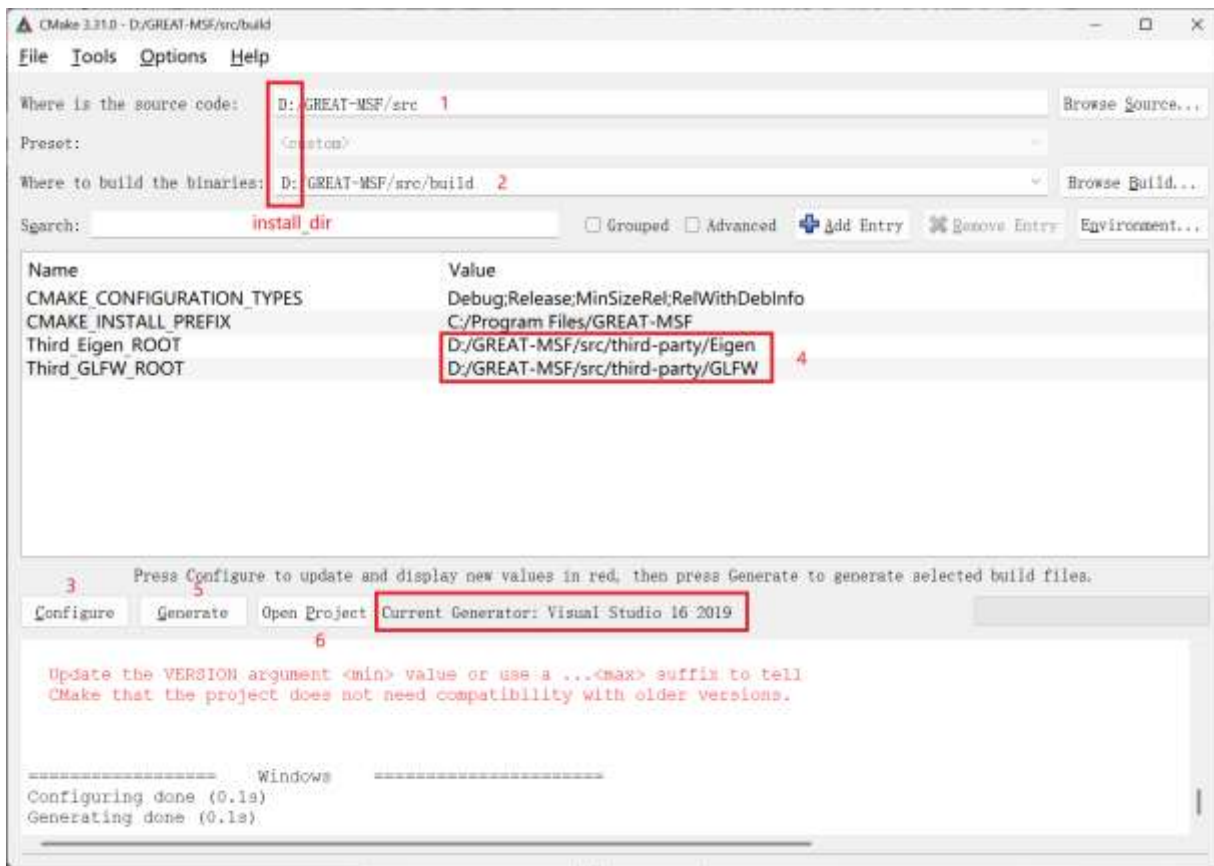 CMake 3.31.0 - D:/GREAT-MSF/src/build
File Tools Options Help
Where is the source code: D:/GREAT-MSF/src 1 Browse Source...
Preset: <custom>
Where to build the binaries: D:/GREAT-MSF/src/build 2 Browse Build...
Search: install_dir Grouped Advanced Add Entry Remove Entry Environment...
Name Value
CMAKE_CONFIGURATION_TYPES Debug;Release;MinSizeRel;RelWithDebInfo
CMAKE_INSTALL_PREFIX C:/Program Files/GREAT-MSF
Third_Eigen_ROOT D:/GREAT-MSF/src/third-party/Eigen
Third_GLFW_ROOT D:/GREAT-MSF/src/third-party/GLFW
4
Press Configure to update and display new values in red, then press Generate to generate selected build files.
3 5
Configure Generate Open Project Current Generator: Visual Studio 16 2019
6
Update the VERSION argument <min> value or use a ...<max> suffix to tell
CMake that the project does not need compatibility with older versions.
=================== Windows =======================
Configuring done (0.1s)
Generating done (0.1s)